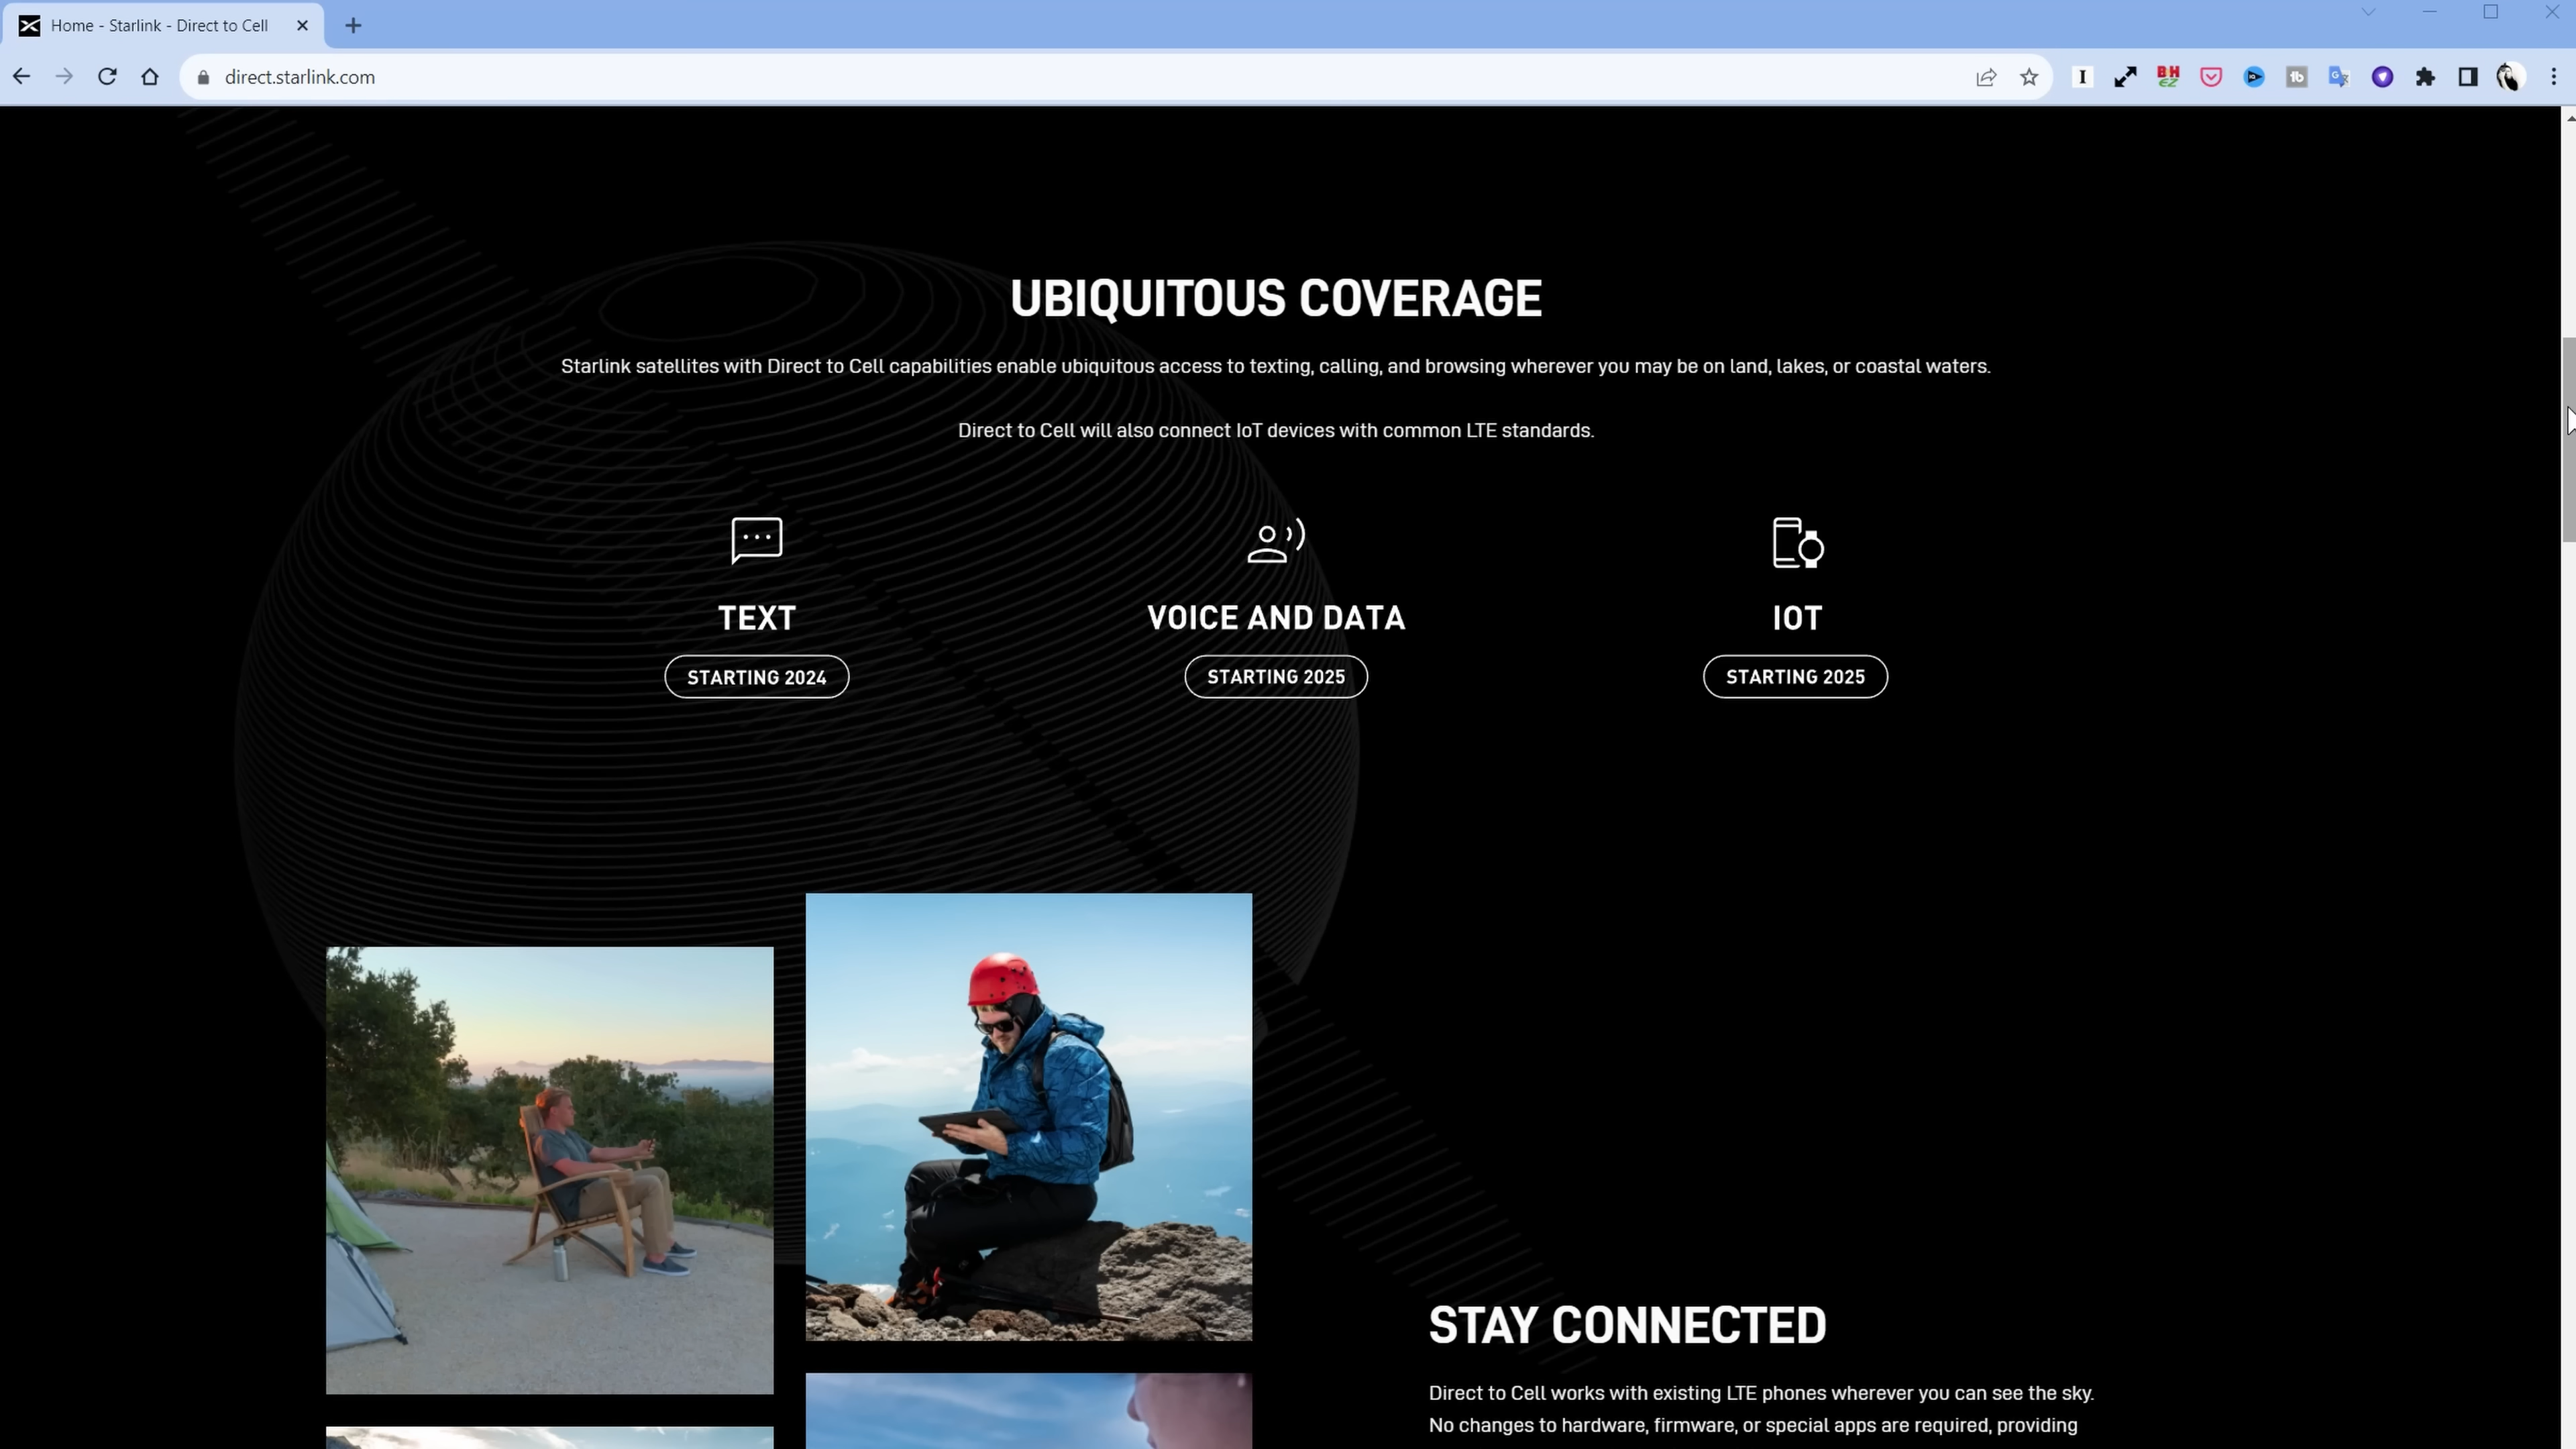 Home - Starlink - Direct to Cell
direct.starlink.com
UBIQUITOUS COVERAGE
Starlink satellites with Direct to Cell capabilities enable ubiquitous access to texting, calling, and browsing wherever you may be on land, lakes, or coastal waters.
Direct to Cell will also connect IoT devices with common LTE standards.
TEXT
VOICE AND DATA
IOT
STARTING 2024
STARTING 2025
STARTING 2025
STAY CONNECTED
Direct to Cell works with existing LTE phones wherever you can see the sky.
No changes to hardware, firmware, or special apps are required, providing